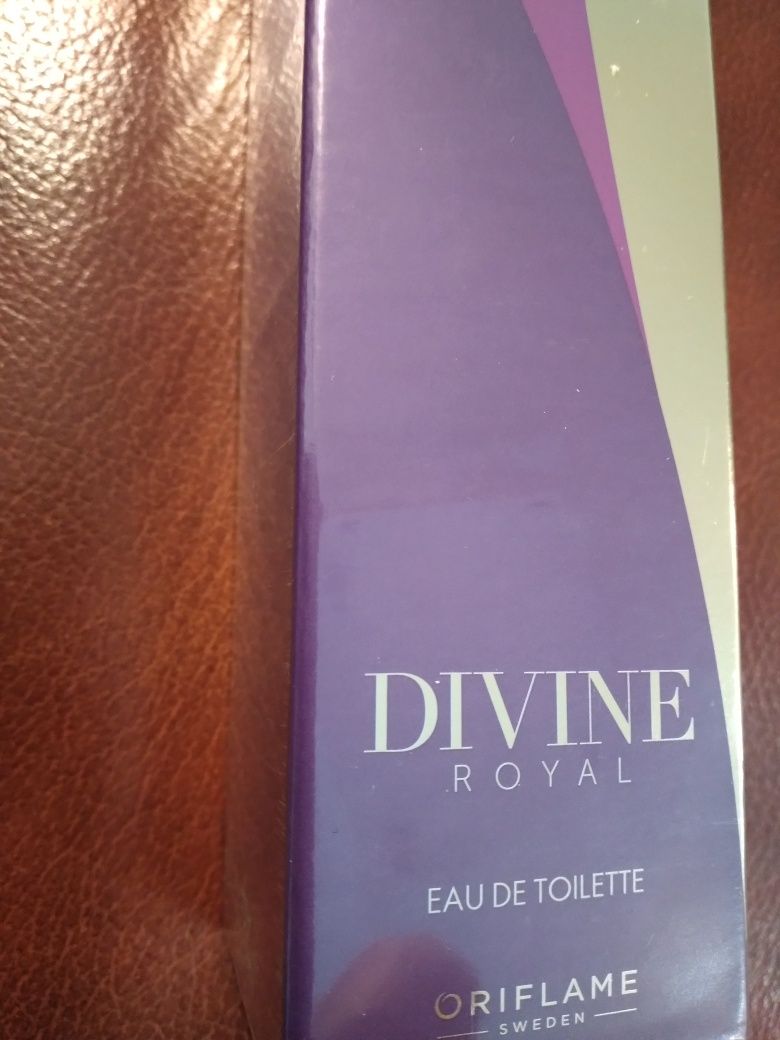 DIVINE
ROYAL
EAU DE TOILETTE
ORIFLAME
SWEDEN